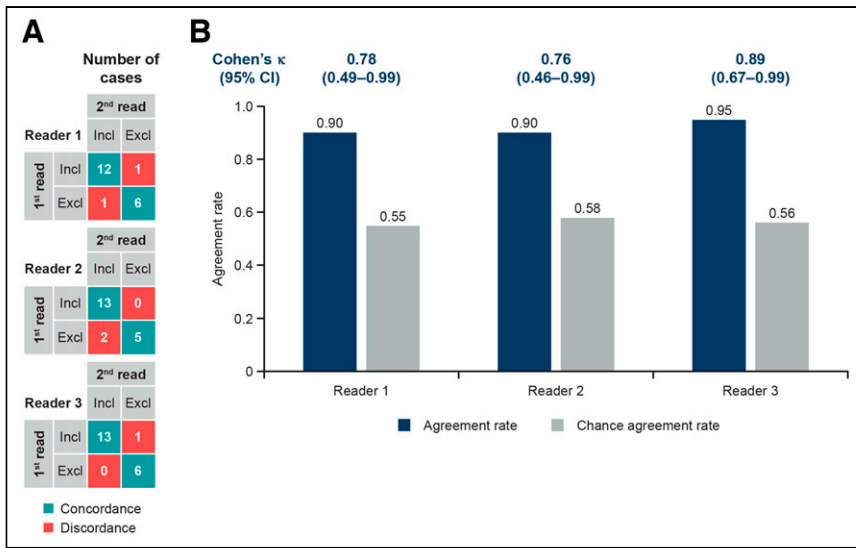 A
Number of
cases
2nd read
Reader 1 Incl Excl
1st read
Incl 12 1
Excl 1 6
2nd read
Reader 2 Incl Excl
1st read
Incl 13 0
Excl 2 5
2nd read
Reader 3 Incl Excl
1st read
Incl 13 1
Excl 0 6
Concordance
Discordance
B
Cohen's κ 0.78 0.76 0.89
(95% CI) (0.49–0.99) (0.46–0.99) (0.67–0.99)
Agreement rate
1.0
0.8
0.6
0.4
0.2
0
0.90 0.55
0.90 0.58
0.95 0.56
Reader 1 Reader 2 Reader 3
Agreement rate Chance agreement rate